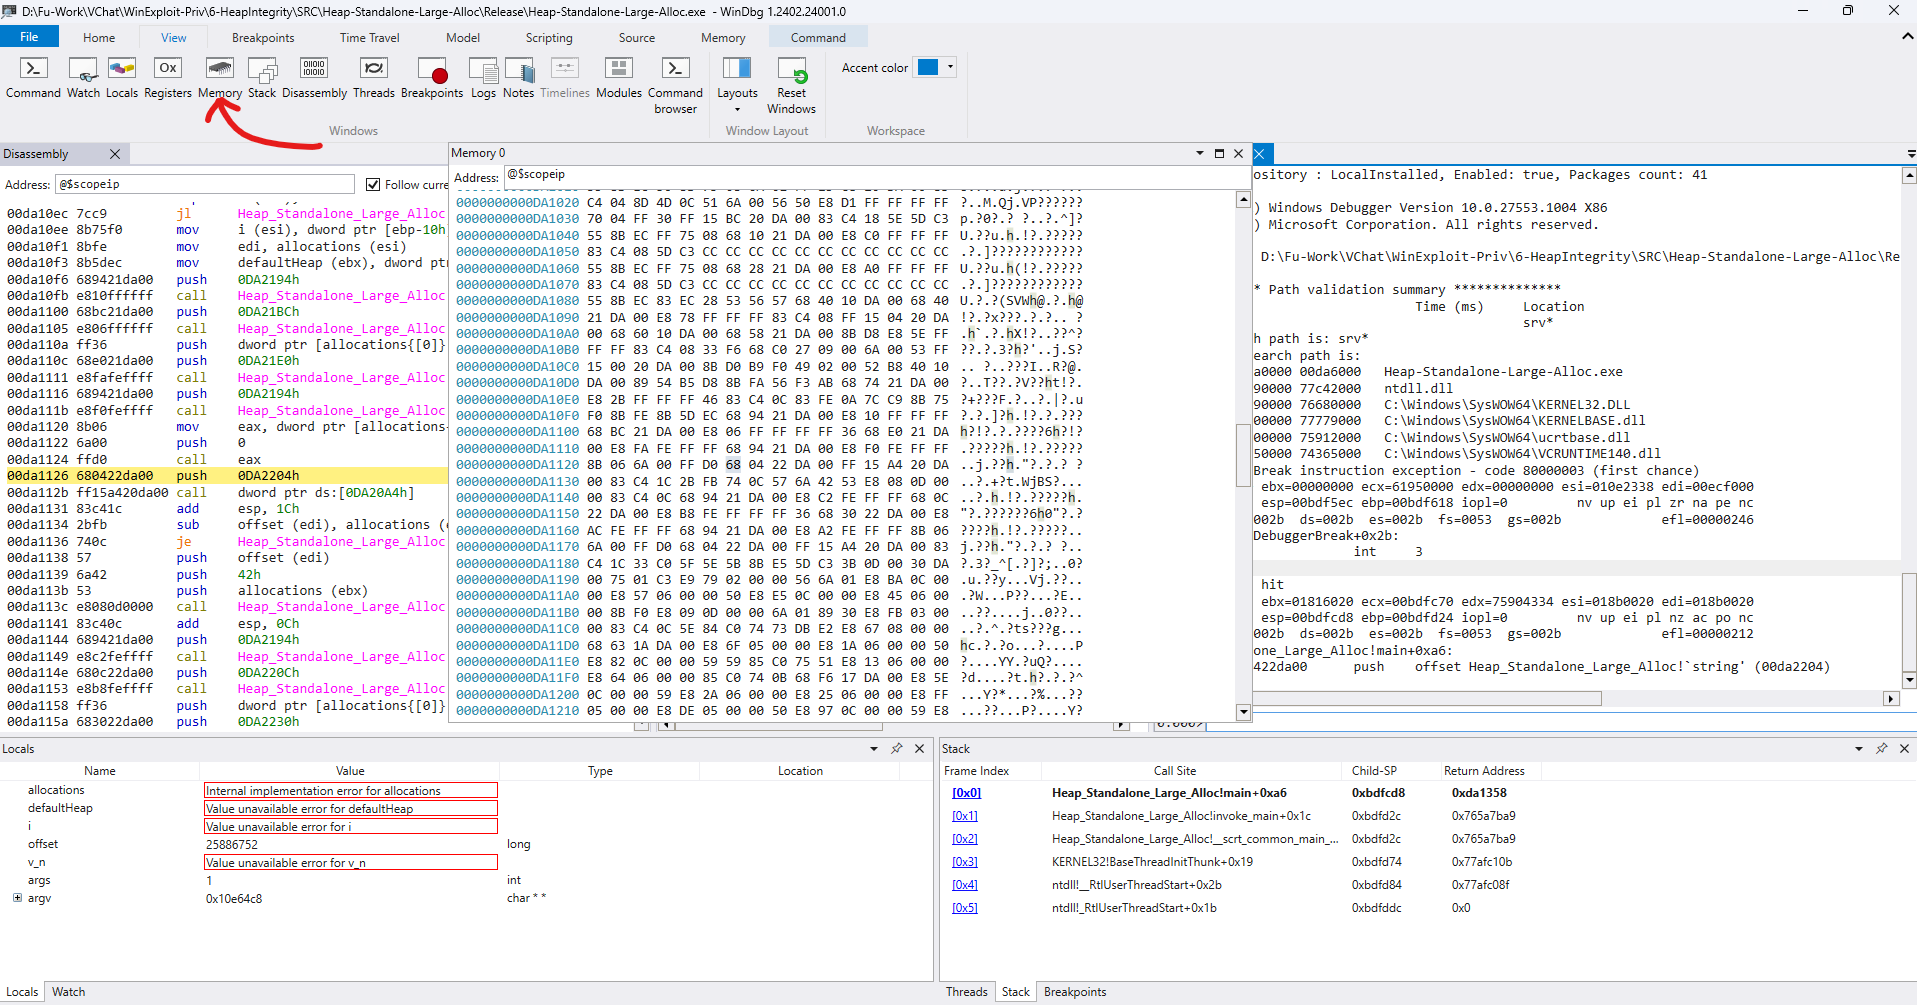 D:\Fu-Work\VChat\WinExploit-Priv\6-HeapIntegrity\SRC\Heap-Standalone-Large-Alloc\Release\Heap-Standalone-Large-Alloc.exe - WinDbg 1.2402.24001.0
File Home View Breakpoints Time Travel Model Scripting Source Memory Command
Command Watch Locals Registers Memory Stack Disassembly Threads Breakpoints Logs Notes Timelines Modules Command browser Layouts Reset Windows Accent color
Windows Window Layout Workspace
Disassembly
Address: @$scopeip Follow curre
00da10ec 7cc9 jl Heap_Standalone_Large_Alloc
00da10ee 8b75f0 mov i (esi), dword ptr [ebp-10h
00da10f1 8bfe mov edi, allocations (esi)
00da10f3 8b5dec mov defaultHeap (ebx), dword ptr
00da10f6 689421da00 push 0DA2194h
00da10fb e810ffffff call Heap_Standalone_Large_Alloc
00da1100 68bc21da00 push 0DA21BCh
00da1105 e806ffffff call Heap_Standalone_Large_Alloc
00da110a ff36 push dword ptr [allocations{[0]}
00da110c 68e021da00 push 0DA21E0h
00da1111 e8fafeffff call Heap_Standalone_Large_Alloc
00da1116 689421da00 push 0DA2194h
00da111b e8f0feffff call Heap_Standalone_Large_Alloc
00da1120 8b06 mov eax, dword ptr [allocations
00da1122 6a00 push 0
00da1124 ffd0 call eax
00da1126 680422da00 push 0DA2204h
00da112b ff15a420da00 call dword ptr ds:[0DA20A4h]
00da1131 83c41c add esp, 1Ch
00da1134 2bfb sub offset (edi), allocations (
00da1136 740c je Heap_Standalone_Large_Alloc
00da1138 57 push offset (edi)
00da1139 6a42 push 42h
00da113b 53 push allocations (ebx)
00da113c e8080d0000 call Heap_Standalone_Large_Alloc
00da1141 83c40c add esp, 0Ch
00da1144 689421da00 push 0DA2194h
00da1149 e8c2feffff call Heap_Standalone_Large_Alloc
00da114e 680c22da00 push 0DA220Ch
00da1153 e8b8feffff call Heap_Standalone_Large_Alloc
00da1158 ff36 push dword ptr [allocations{[0]}
00da115a 683022da00 push 0DA2230h
Memory 0
Address: @$scopeip
0000000000DA1020 C4 04 8D 4D 0C 51 6A 00 56 50 E8 D1 FF FF FF FF ?..M.Qj.VP??????
0000000000DA1030 70 04 FF 30 FF 15 BC 20 DA 00 83 C4 18 5E 5D C3 p.?0?.? ?..?.^]?
0000000000DA1040 55 8B EC FF 75 08 68 10 21 DA 00 E8 C0 FF FF FF U.??u.h.!?.?????
0000000000DA1050 83 C4 08 5D C3 CC CC CC CC CC CC CC CC CC CC CC .?.]????????????
0000000000DA1060 55 8B EC FF 75 08 68 28 21 DA 00 E8 A0 FF FF FF U.??u.h(!?.?????
0000000000DA1070 83 C4 08 5D C3 CC CC CC CC CC CC CC CC CC CC CC .?.]????????????
0000000000DA1080 55 8B EC 83 EC 28 53 56 57 68 40 10 DA 00 68 40 U.?.?(SVWh@.?.h@
0000000000DA1090 21 DA 00 E8 78 FF FF FF 83 C4 08 FF 15 04 20 DA !?.?x???.?.?.. ?
0000000000DA10A0 00 68 60 10 DA 00 68 58 21 DA 00 8B D8 E8 5E FF .h`.?.hX!?..??^?
0000000000DA10B0 FF FF 83 C4 08 33 F6 68 C0 27 09 00 6A 00 53 FF ??.?.3?h?'..j.S?
0000000000DA10C0 15 00 20 DA 00 8B D0 B9 F0 49 02 00 52 B8 40 10 .. ?..???I..R?@.
0000000000DA10D0 DA 00 89 54 B5 D8 8B FA 56 F3 AB 68 74 21 DA 00 ?..T??.?V??ht!?.
0000000000DA10E0 E8 2B FF FF FF 46 83 C4 0C 83 FE 0A 7C C9 8B 75 ?+???F.?..?.|?.u
0000000000DA10F0 F0 8B FE 8B 5D EC 68 94 21 DA 00 E8 10 FF FF FF ?.?.]?h.!?.?.???
0000000000DA1100 68 BC 21 DA 00 E8 06 FF FF FF FF 36 68 E0 21 DA h?!?.?.????6h?!?
0000000000DA1110 00 E8 FA FE FF FF 68 94 21 DA 00 E8 F0 FE FF FF .?????h.!?.?????
0000000000DA1120 8B 06 6A 00 FF D0 68 04 22 DA 00 FF 15 A4 20 DA ..j.??h."?.?.? ?
0000000000DA1130 00 83 C4 1C 2B FB 74 0C 57 6A 42 53 E8 08 0D 00 ..?.+?t.WjBS?...
0000000000DA1140 00 83 C4 0C 68 94 21 DA 00 E8 C2 FE FF FF 68 0C ..?.h.!?.?????h.
0000000000DA1150 22 DA 00 E8 B8 FE FF FF FF 36 68 30 22 DA 00 E8 "?.??????6h0"?.?
0000000000DA1160 AC FE FF FF 68 94 21 DA 00 E8 A2 FE FF FF 8B 06 ????h.!?.?????..
0000000000DA1170 6A 00 FF D0 68 04 22 DA 00 FF 15 A4 20 DA 00 83 j.??h."?.?.? ?..
0000000000DA1180 C4 1C 33 C0 5F 5E 5B 8B E5 5D C3 3B 0D 00 30 DA ?.3?_^[.?]?;..0?
0000000000DA1190 00 75 01 C3 E9 79 02 00 00 56 6A 01 E8 BA 0C 00 .u.??y...Vj.??..
0000000000DA11A0 00 E8 57 06 00 00 50 E8 E5 0C 00 00 E8 45 06 00 .?W...P??...?E..
0000000000DA11B0 00 8B F0 E8 09 0D 00 00 6A 01 89 30 E8 FB 03 00 ..??....j..0??..
0000000000DA11C0 00 83 C4 0C 5E 84 C0 74 73 DB E2 E8 67 08 00 00 ..?.^.?ts???g...
0000000000DA11D0 68 63 1A DA 00 E8 6F 05 00 00 E8 1A 06 00 00 50 hc.?.?o...?....P
0000000000DA11E0 E8 82 0C 00 00 59 59 85 C0 75 51 E8 13 06 00 00 ?....YY.?uQ?....
0000000000DA11F0 E8 64 06 00 00 85 C0 74 0B 68 F6 17 DA 00 E8 5E ?d....?t.h?.?.?^
0000000000DA1200 0C 00 00 59 E8 2A 06 00 00 E8 25 06 00 00 E8 FF ...Y?*...?%...??
0000000000DA1210 05 00 00 E8 DE 05 00 00 50 E8 97 0C 00 00 59 E8 ...??...P?....Y?
ository : LocalInstalled, Enabled: true, Packages count: 41
) Windows Debugger Version 10.0.27553.1004 X86
) Microsoft Corporation. All rights reserved.
D:\Fu-Work\VChat\WinExploit-Priv\6-HeapIntegrity\SRC\Heap-Standalone-Large-Alloc\Re
* Path validation summary **************
Time (ms) Location
srv*
h path is: srv*
earch path is:
a0000 00da6000 Heap-Standalone-Large-Alloc.exe
90000 77c42000 ntdll.dll
90000 76680000 C:\Windows\SysWOW64\KERNEL32.DLL
00000 77779000 C:\Windows\SysWOW64\KERNELBASE.dll
00000 75912000 C:\Windows\SysWOW64\ucrtbase.dll
50000 74365000 C:\Windows\SysWOW64\VCRUNTIME140.dll
Break instruction exception - code 80000003 (first chance)
ebx=00000000 ecx=61950000 edx=00000000 esi=010e2338 edi=00ecf000
esp=00bdf5ec ebp=00bdf618 iopl=0 nv up ei pl zr na pe nc
002b ds=002b es=002b fs=0053 gs=002b efl=00000246
DebuggerBreak+0x2b:
int 3
hit
ebx=01816020 ecx=00bdfc70 edx=75904334 esi=018b0020 edi=018b0020
esp=00bdfcd8 ebp=00bdfd24 iopl=0 nv up ei pl nz ac po nc
002b ds=002b es=002b fs=0053 gs=002b efl=00000212
one_Large_Alloc!main+0xa6:
422da00 push offset Heap_Standalone_Large_Alloc!`string' (00da2204)
Locals
Name Value Type Location
allocations Internal implementation error for allocations
defaultHeap Value unavailable error for defaultHeap
i Value unavailable error for i
offset 25886752 long
v_n Value unavailable error for v_n
args 1 int
argv 0x10e64c8 char * *
Locals Watch
Stack
Frame Index Call Site Child-SP Return Address
[0x0] Heap_Standalone_Large_Alloc!main+0xa6 0xbdfcd8 0xda1358
[0x1] Heap_Standalone_Large_Alloc!invoke_main+0x1c 0xbdfd2c 0x765a7ba9
[0x2] Heap_Standalone_Large_Alloc!__scrt_common_main_... 0xbdfd2c 0x765a7ba9
[0x3] KERNEL32!BaseThreadInitThunk+0x19 0xbdfd74 0x77afc10b
[0x4] ntdll!__RtlUserThreadStart+0x2b 0xbdfd84 0x77afc08f
[0x5] ntdll!_RtlUserThreadStart+0x1b 0xbdfddc 0x0
Threads Stack Breakpoints